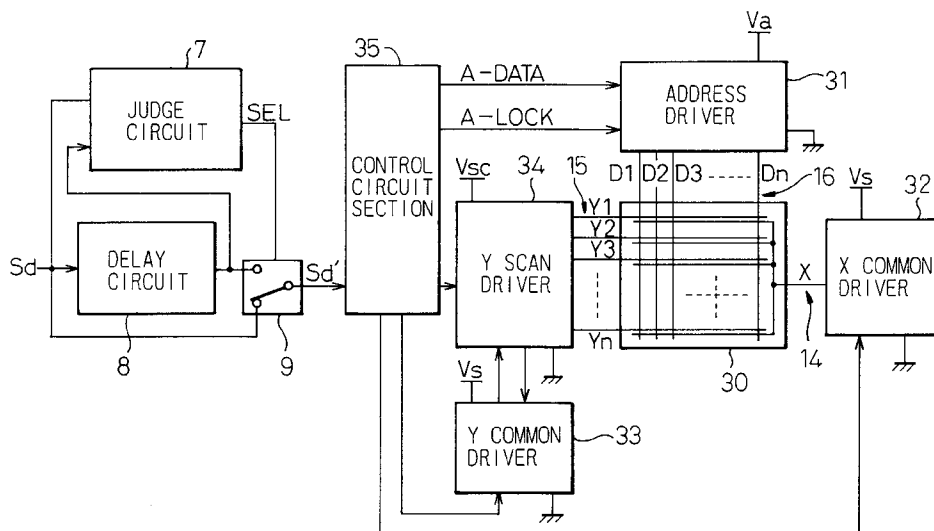 7
JUDGE
CIRCUIT
SEL
Sd
DELAY
CIRCUIT
8
Sd'
9
35
CONTROL
CIRCUIT
SECTION
A-DATA
A-LOCK
Va
31
ADDRESS
DRIVER
D1 D2 D3 Dn
16
Vsc
34
15
Y SCAN
DRIVER
Y1
Y2
Y3
Yn
30
X
14
Vs
32
X COMMON
DRIVER
Vs
33
Y COMMON
DRIVER